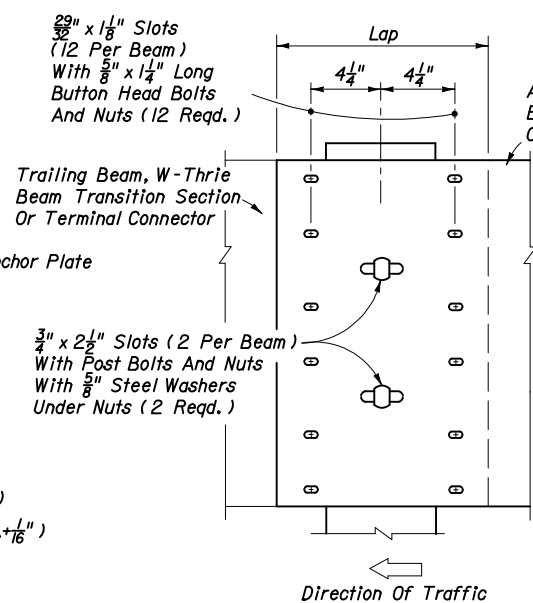 29/32" x 1 1/8" Slots
(12 Per Beam)
With 5/8" x 1 1/4" Long
Button Head Bolts
And Nuts (12 Reqd.)
Lap
4 1/4" 4 1/4"
Trailing Beam, W-Thrie
Beam Transition Section
Or Terminal Connector
Plate
3/4" x 2 1/2" Slots (2 Per Beam)
With Post Bolts And Nuts
With 5/8" Steel Washers
Under Nuts (2 Reqd.)
)
+1/16")
Direction Of Traffic